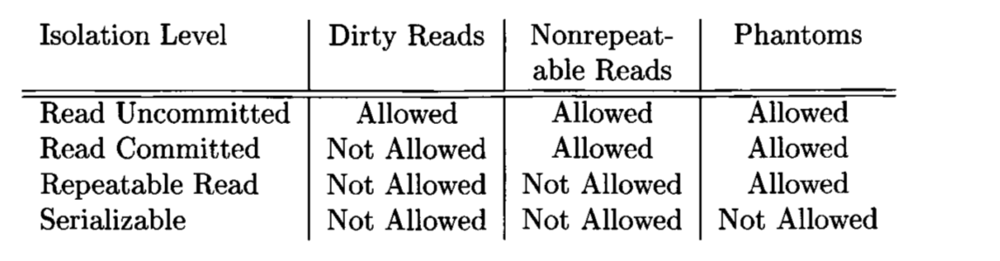 Isolation Level Dirty Reads Nonrepeat- Phantoms
able Reads
Read Uncommitted Allowed Allowed Allowed
Read Committed Not Allowed Allowed Allowed
Repeatable Read Not Allowed Not Allowed Allowed
Serializable Not Allowed Not Allowed Not Allowed